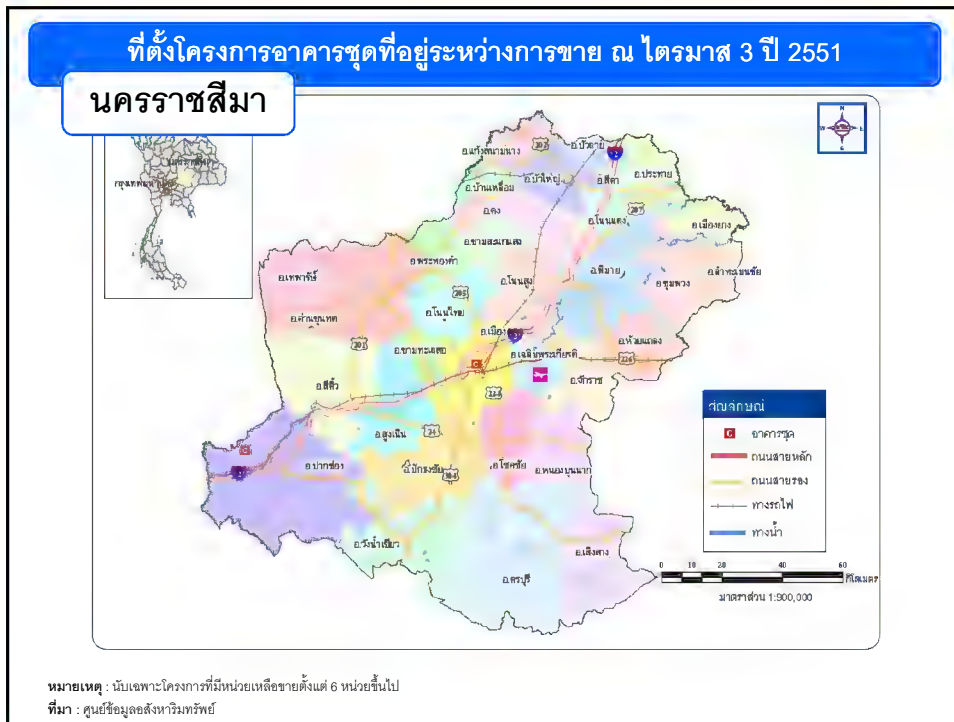 ที่ตั้งโครงการอาคารชุดที่อยู่ระหว่างการขาย ณ ไตรมาส 3 ปี 2551
นครราชสีมา
N
W E
S
อ.แก้งสนามนาง
202
อ.บัวลาย
2
อ.ประทาย
อ.บ้านเหลื่อม
อ.บัวใหญ่
อ.สีดา
อ.คง
207
อ.โนนแดง
อ.เมืองยาง
อ.ขามสะแกแสง
อ.พระทองคำ
อ.เทพารักษ์
อ.โนนสูง
อ.พิมาย
อ.ลำทะเมนชัย
อ.ชุมพวง
205
อ.ด่านขุนทด
อ.โนนไทย
อ.เมือง
2
อ.ห้วยแถลง
201
อ.ขามทะเลสอ
อ.เฉลิมพระเกียรติ
226
C
อ.จักราช
อ.สีคิ้ว
224
สัญลักษณ์
อ.สูงเนิน
24
C อาคารชุด
C
2
อ.ปากช่อง
อ.ปักธงชัย
304
อ.โชคชัย
อ.หนองบุนนาก
ถนนสายหลัก
ถนนสายรอง
ทางรถไฟ
ทางน้ำ
อ.วังน้ำเขียว
อ.เสิงสาง
อ.ครบุรี
0 10 20 40 60
กิโลเมตร
มาตราส่วน 1:900,000
หมายเหตุ : นับเฉพาะโครงการที่มีหน่วยเหลือขายตั้งแต่ 6 หน่วยขึ้นไป
ที่มา : ศูนย์ข้อมูลอสังหาริมทรัพย์